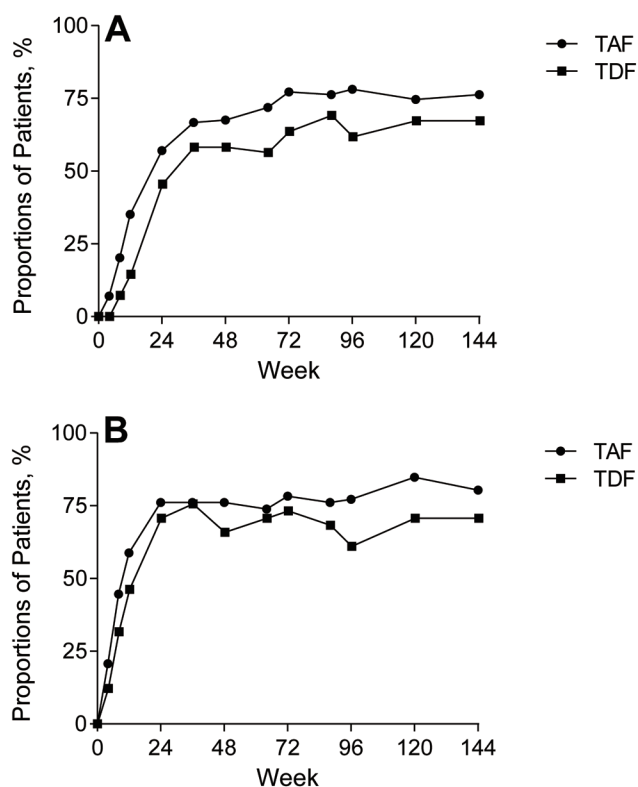 A
Proportions of Patients, %
100
75
50
25
0
0 24 48 72 96 120 144
Week
TAF
TDF
B
Proportions of Patients, %
100
75
50
25
0
0 24 48 72 96 120 144
Week
TAF
TDF